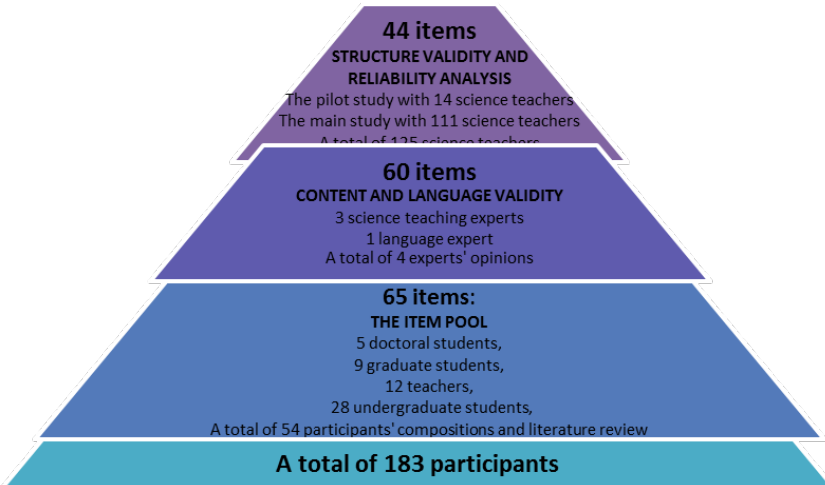 44 items
STRUCTURE VALIDITY AND
RELIABILITY ANALYSIS
The pilot study with 14 science teachers
The main study with 111 science teachers
A total of 125 science teachers
60 items
CONTENT AND LANGUAGE VALIDITY
3 science teaching experts
1 language expert
A total of 4 experts' opinions
65 items:
THE ITEM POOL
5 doctoral students,
9 graduate students,
12 teachers,
28 undergraduate students,
A total of 54 participants' compositions and literature review
A total of 183 participants